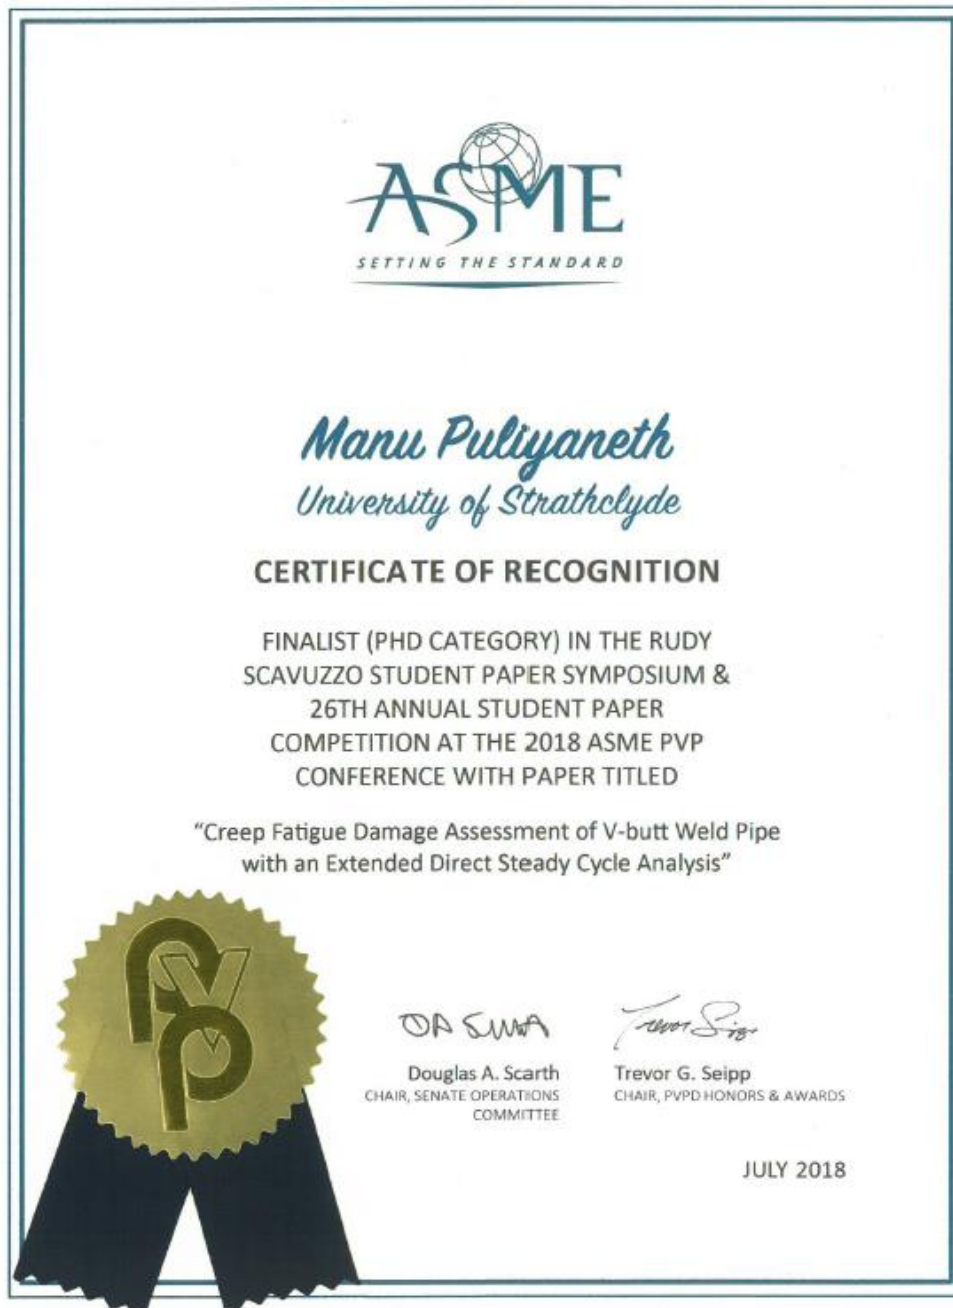 ASME
SETTING THE STANDARD
Manu Puliyaneth
University of Strathclyde
CERTIFICATE OF RECOGNITION
FINALIST (PHD CATEGORY) IN THE RUDY
SCAVUZZO STUDENT PAPER SYMPOSIUM &
26TH ANNUAL STUDENT PAPER
COMPETITION AT THE 2018 ASME PVP
CONFERENCE WITH PAPER TITLED
“Creep Fatigue Damage Assessment of V-butt Weld Pipe
with an Extended Direct Steady Cycle Analysis”
PVP
Douglas A. Scarth
CHAIR, SENATE OPERATIONS
COMMITTEE
Trevor G. Seipp
CHAIR, PVPD HONORS & AWARDS
JULY 2018